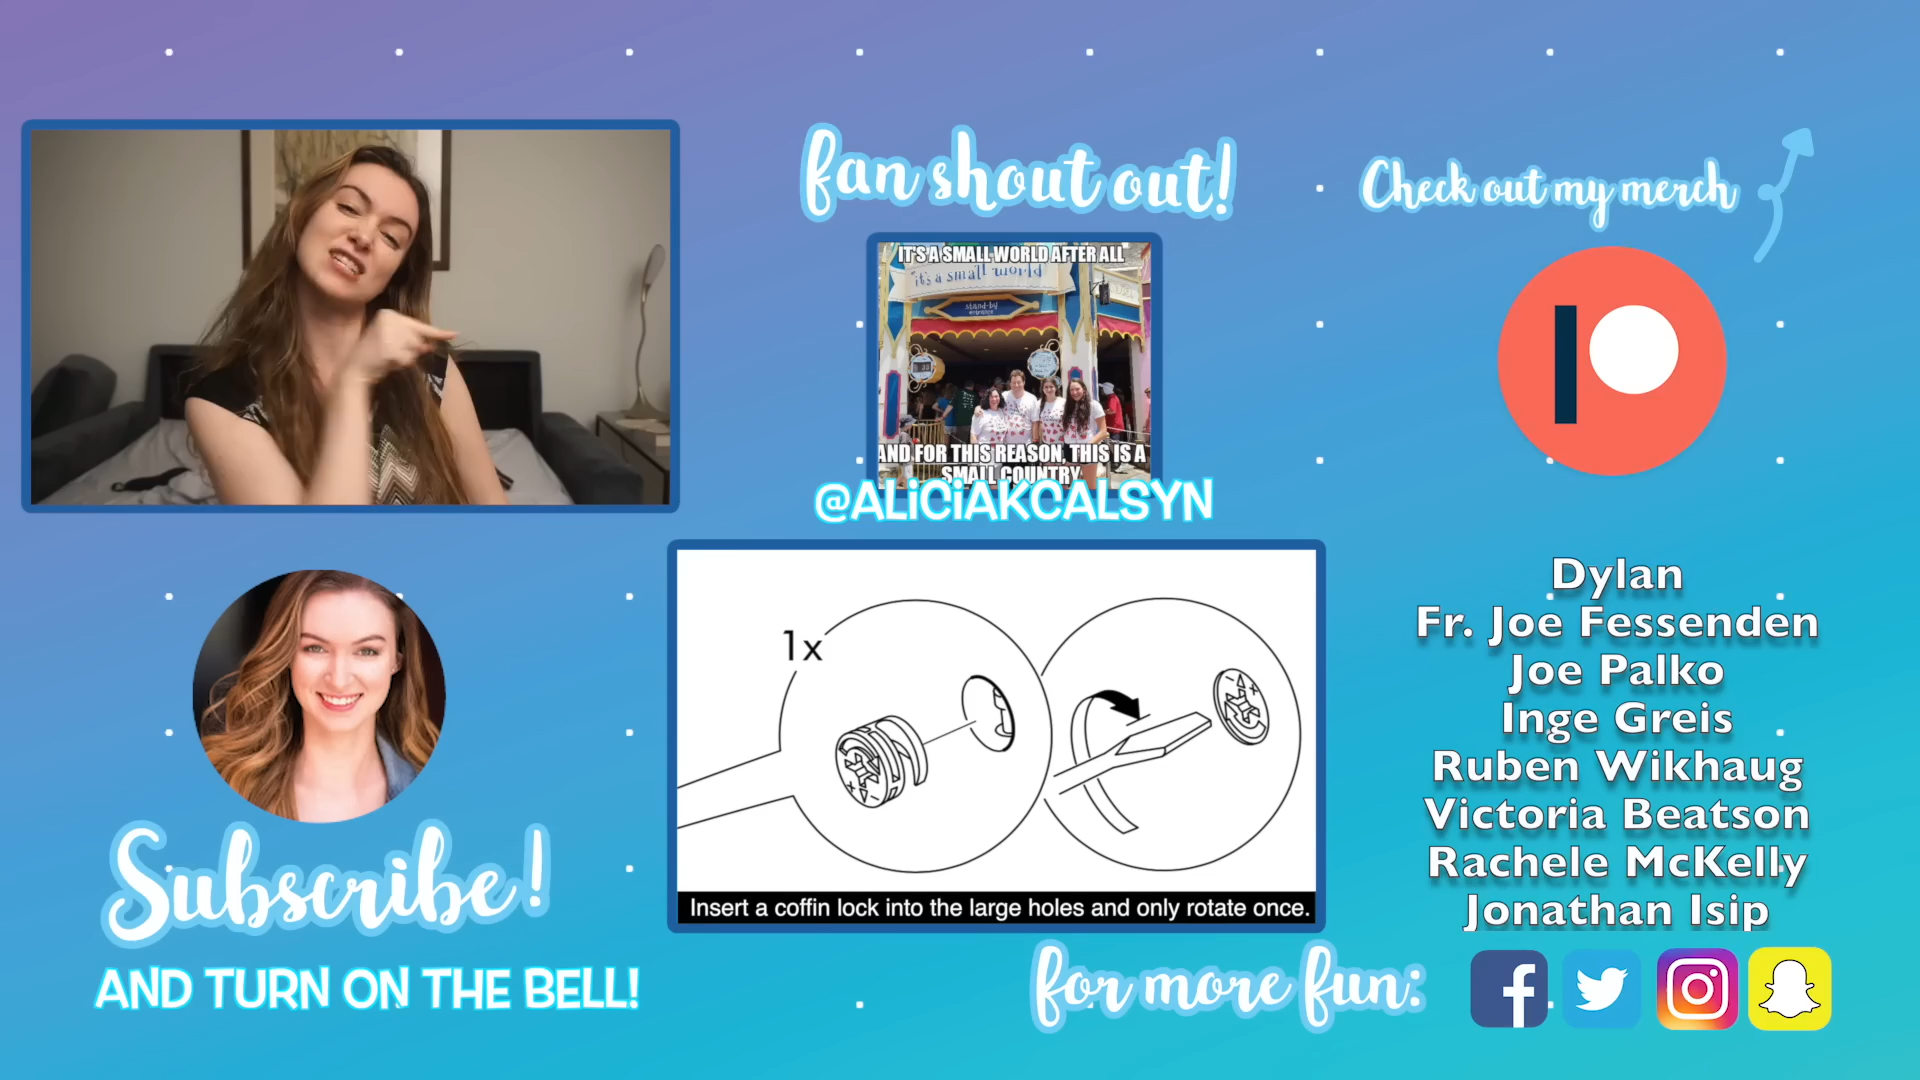 fan shout out!
Check out my merch
IT'S A SMALL WORLD AFTER ALL
it's a small world
stand-by
entrance
AND FOR THIS REASON, THIS IS A
SMALL COUNTRY
@ALiCiAKCALSYN
1x
Insert a coffin lock into the large holes and only rotate once.
Subscribe!
AND TURN ON THE BELL!
Dylan
Fr. Joe Fessenden
Joe Palko
Inge Greis
Ruben Wikhaug
Victoria Beatson
Rachele McKelly
Jonathan Isip
for more fun: